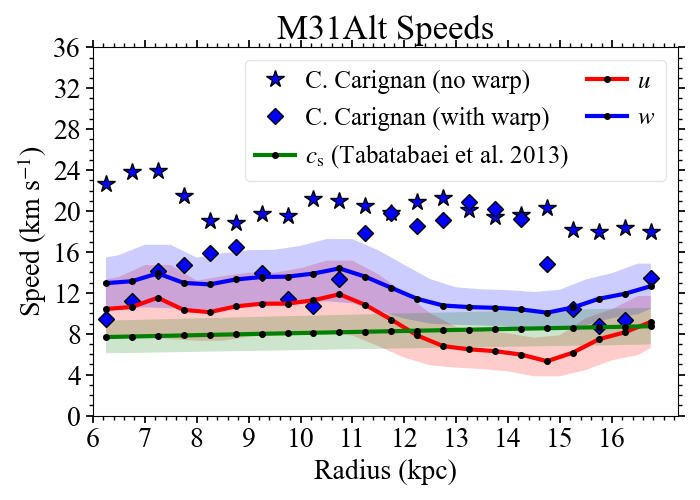 M31Alt Speeds
36
32
28
24
20
16
12
8
4
0
Speed (km s⁻¹)
C. Carignan (no warp)
C. Carignan (with warp)
cₛ (Tabatabaei et al. 2013)
u
w
6 7 8 9 10 11 12 13 14 15 16
Radius (kpc)